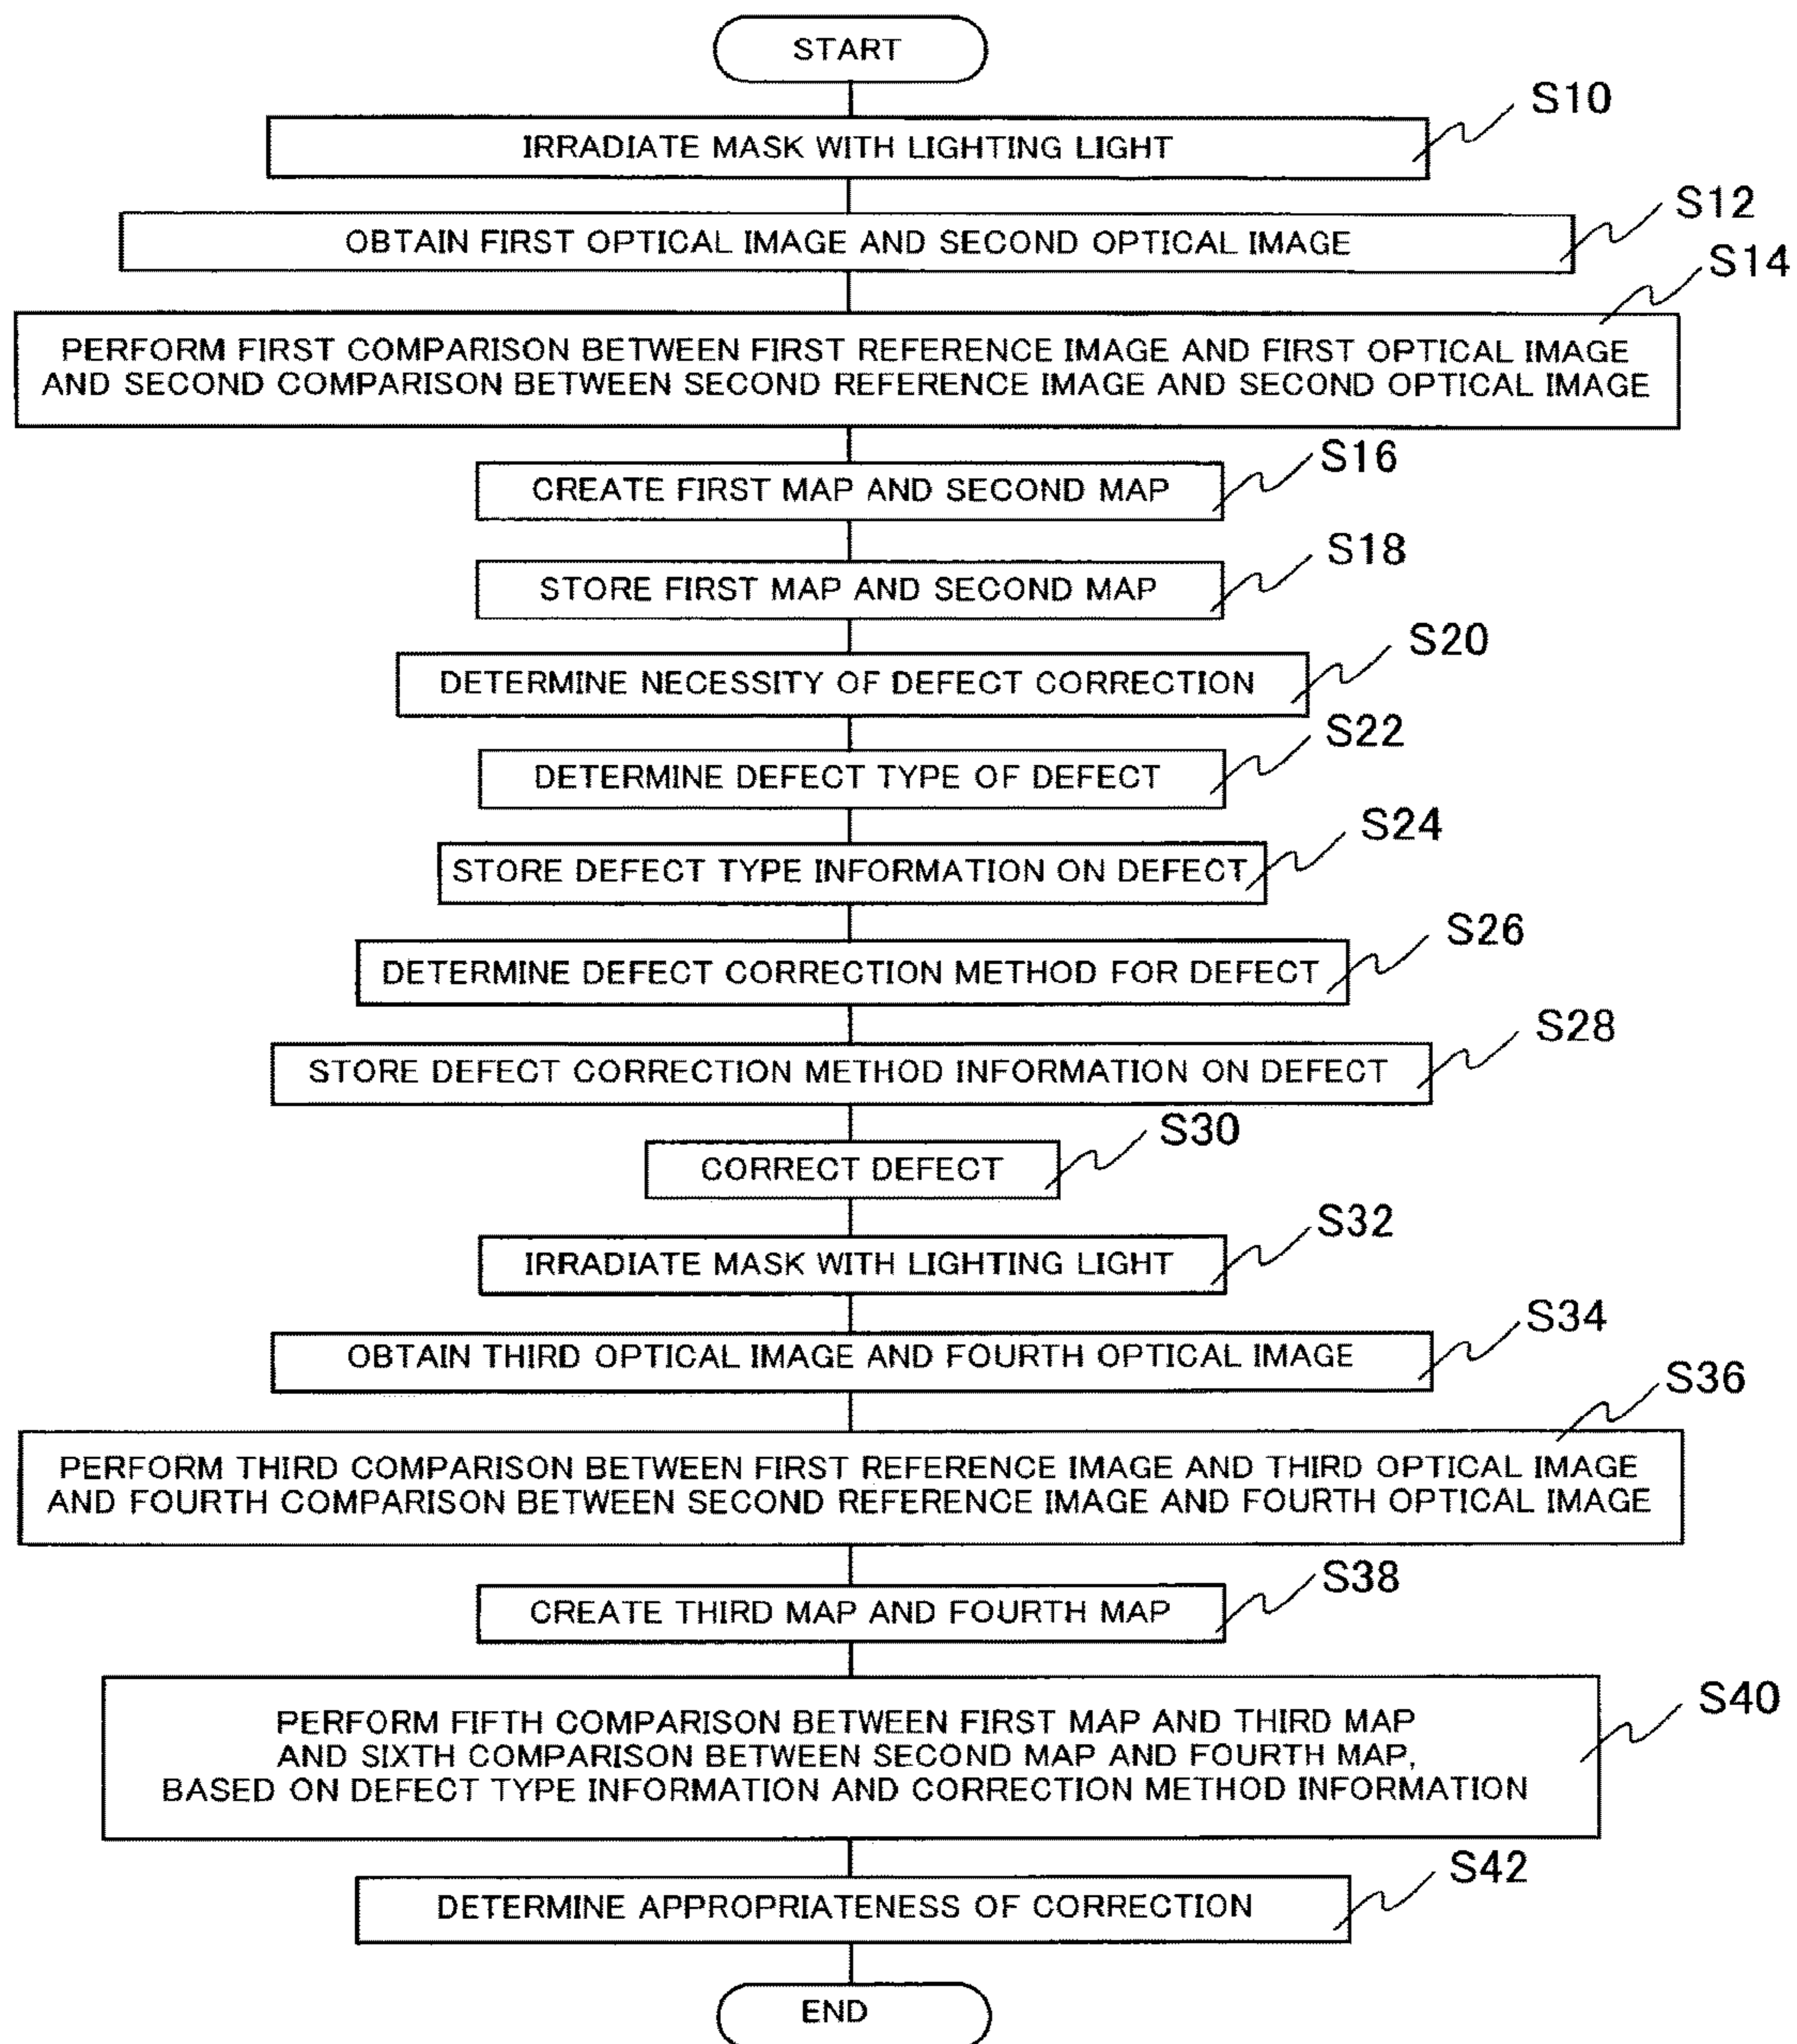 START
S10
IRRADIATE MASK WITH LIGHTING LIGHT
S12
OBTAIN FIRST OPTICAL IMAGE AND SECOND OPTICAL IMAGE
S14
PERFORM FIRST COMPARISON BETWEEN FIRST REFERENCE IMAGE AND FIRST OPTICAL IMAGE
AND SECOND COMPARISON BETWEEN SECOND REFERENCE IMAGE AND SECOND OPTICAL IMAGE
S16
CREATE FIRST MAP AND SECOND MAP
S18
STORE FIRST MAP AND SECOND MAP
S20
DETERMINE NECESSITY OF DEFECT CORRECTION
S22
DETERMINE DEFECT TYPE OF DEFECT
S24
STORE DEFECT TYPE INFORMATION ON DEFECT
S26
DETERMINE DEFECT CORRECTION METHOD FOR DEFECT
S28
STORE DEFECT CORRECTION METHOD INFORMATION ON DEFECT
S30
CORRECT DEFECT
S32
IRRADIATE MASK WITH LIGHTING LIGHT
S34
OBTAIN THIRD OPTICAL IMAGE AND FOURTH OPTICAL IMAGE
S36
PERFORM THIRD COMPARISON BETWEEN FIRST REFERENCE IMAGE AND THIRD OPTICAL IMAGE
AND FOURTH COMPARISON BETWEEN SECOND REFERENCE IMAGE AND FOURTH OPTICAL IMAGE
S38
CREATE THIRD MAP AND FOURTH MAP
S40
PERFORM FIFTH COMPARISON BETWEEN FIRST MAP AND THIRD MAP
AND SIXTH COMPARISON BETWEEN SECOND MAP AND FOURTH MAP,
BASED ON DEFECT TYPE INFORMATION AND CORRECTION METHOD INFORMATION
S42
DETERMINE APPROPRIATENESS OF CORRECTION
END